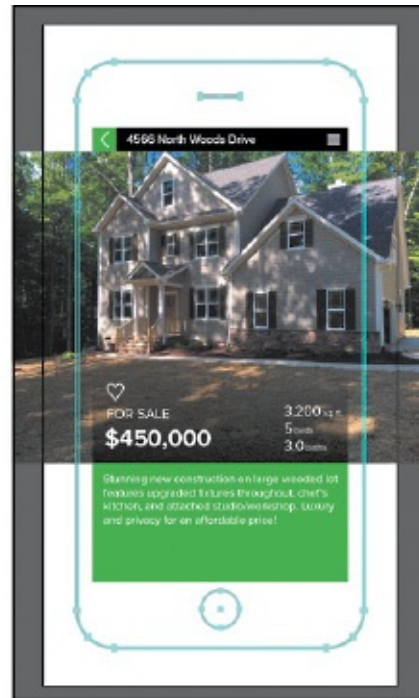 4566 North Woods Drive
FOR SALE
$450,000
3,200 sq ft
5 beds
3.0 baths
Stunning new construction on large wooded lot
features upgraded fixtures throughout, chef's
kitchen, and attached studio/workshop. Luxury
and privacy for an affordable price!